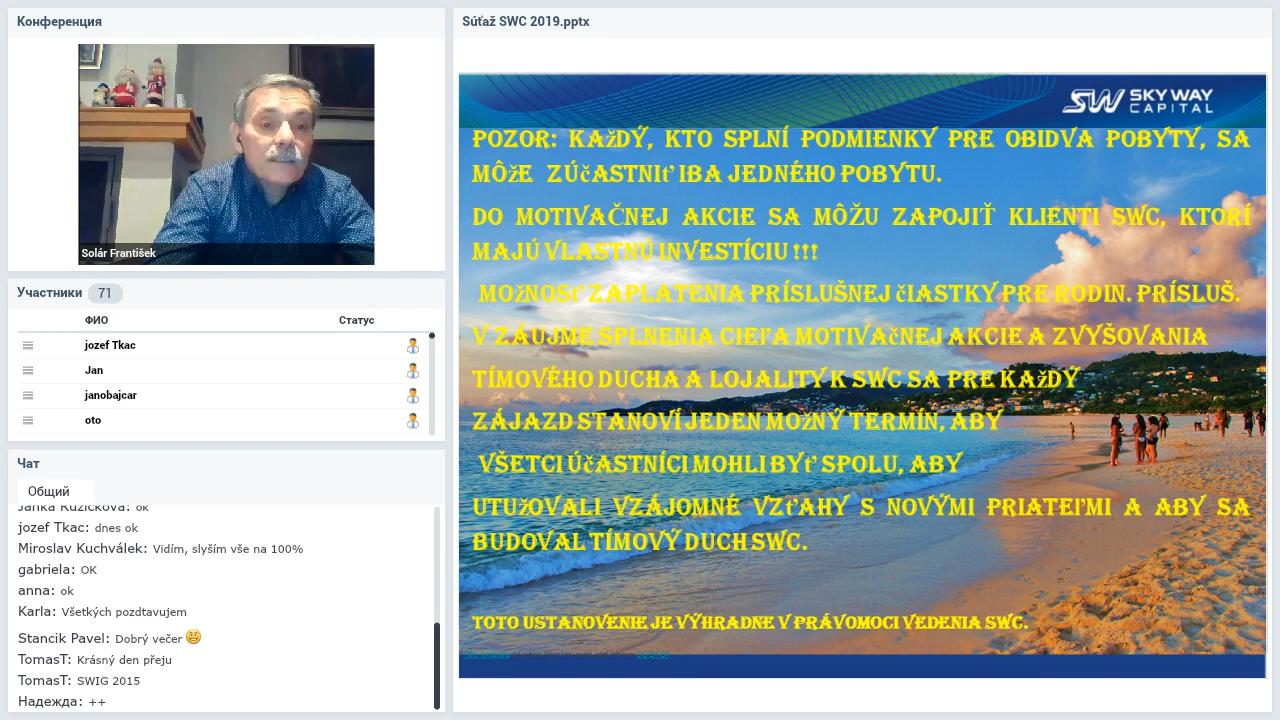 Конференция
Solár František
Участники 71
ФИО Статус
jozef Tkac
Jan
janobajcar
oto
Чат
Общий
Janka Ruzickova: ok
jozef Tkac: dnes ok
Miroslav Kuchválek: Vidím, slyším vše na 100%
gabriela: OK
anna: ok
Karla: Všetkých pozdtavujem
Stancik Pavel: Dobrý večer
TomasT: Krásný den přeju
TomasT: SWIG 2015
Надежда: ++
Súťaž SWC 2019.pptx
SW SKY WAY
CAPITAL
POZOR: KAŽDÝ, KTO SPLNÍ PODMIENKY PRE OBIDVA POBYTY, SA
MÔŽE ZÚČASTNIŤ IBA JEDNÉHO POBYTU.
DO MOTIVAČNEJ AKCIE SA MÔŽU ZAPOJIŤ KLIENTI SWC, KTORÍ
MAJÚ VLASTNÚ INVESTÍCIU !!!
MOŽNOSŤ ZAPLATENIA PRÍSLUŠNEJ ČIASTKY PRE RODIN. PRÍSLUŠ.
V ZÁUJME SPLNENIA CIEĽA MOTIVAČNEJ AKCIE A ZVYŠOVANIA
TÍMOVÉHO DUCHA A LOJALITY K SWC SA PRE KAŽDÝ
ZÁJAZD STANOVÍ JEDEN MOŽNÝ TERMÍN, ABY
VŠETCI ÚČASTNÍCI MOHLI BYŤ SPOLU, ABY
UTUŽOVALI VZÁJOMNÉ VZŤAHY S NOVÝMI PRIATEĽMI A ABY SA
BUDOVAL TÍMOVÝ DUCH SWC.
TOTO USTANOVENIE JE VÝHRADNE V PRÁVOMOCI VEDENIA SWC.